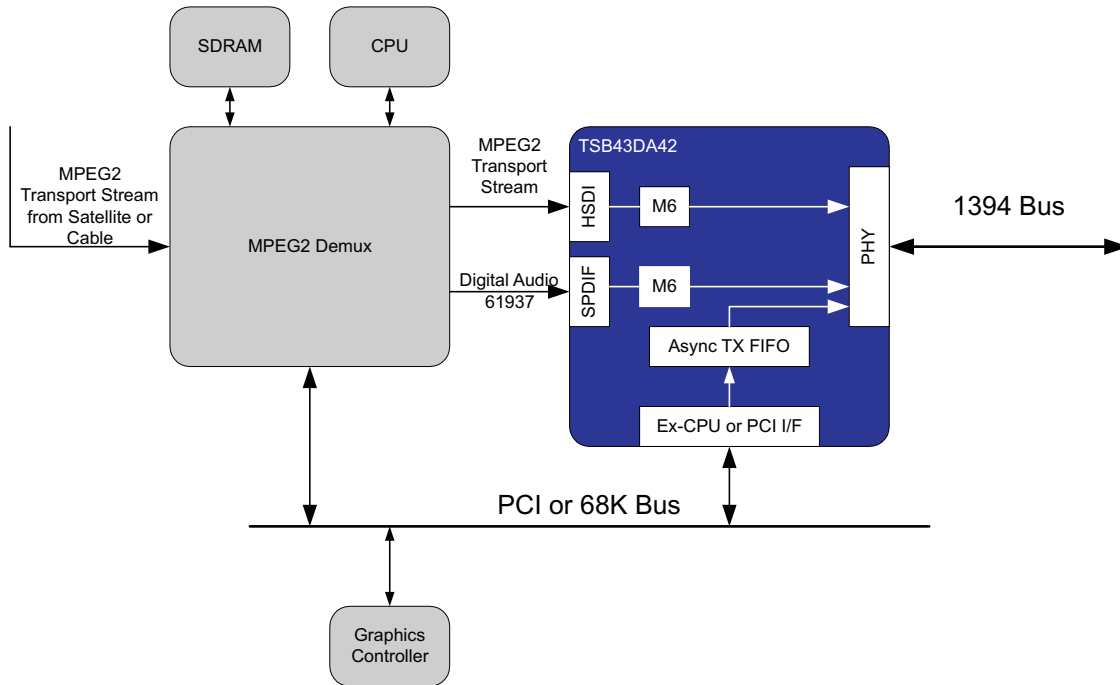 SDRAM
CPU
MPEG2
Transport Stream
from Satellite or
Cable
MPEG2 Demux
MPEG2
Transport
Stream
Digital Audio
61937
TSB43DA42
HSDI
M6
SPDIF
M6
PHY
Async TX FIFO
Ex-CPU or PCI I/F
1394 Bus
PCI or 68K Bus
Graphics
Controller